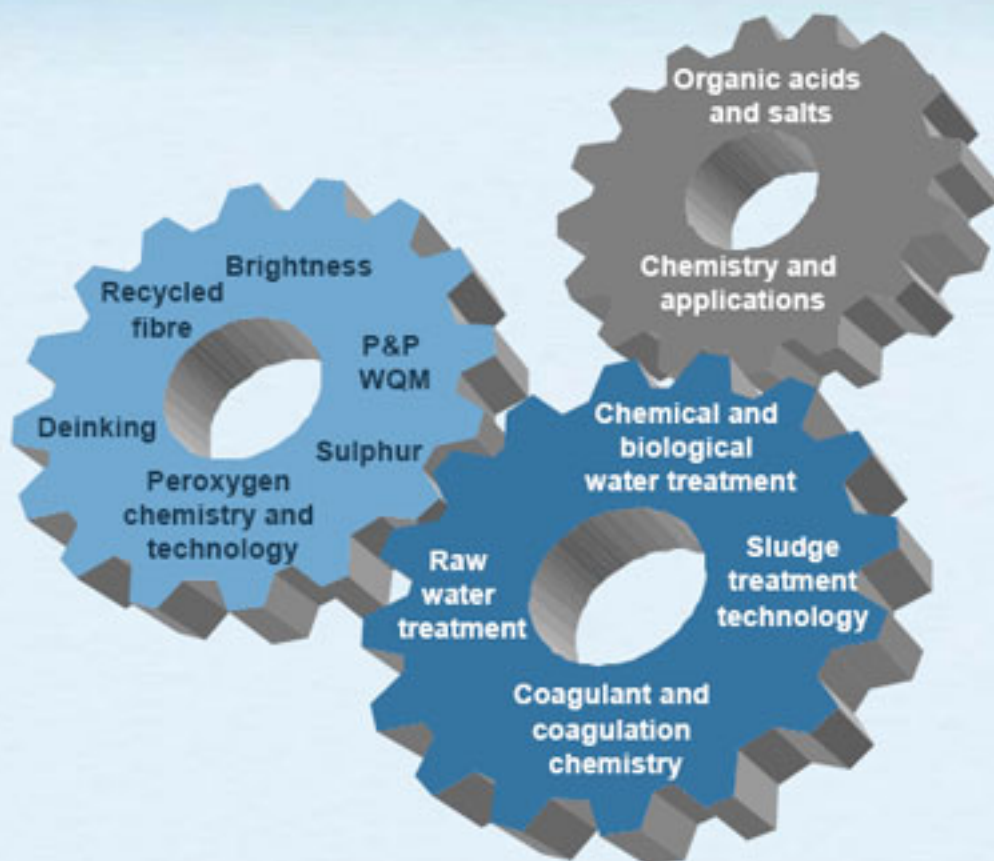 Organic acids
and salts
Chemistry and
applications
Brightness
Recycled
fibre
P&P
WQM
Deinking
Sulphur
Peroxygen
chemistry and
technology
Chemical and
biological
water treatment
Raw
water
treatment
Sludge
treatment
technology
Coagulant and
coagulation
chemistry